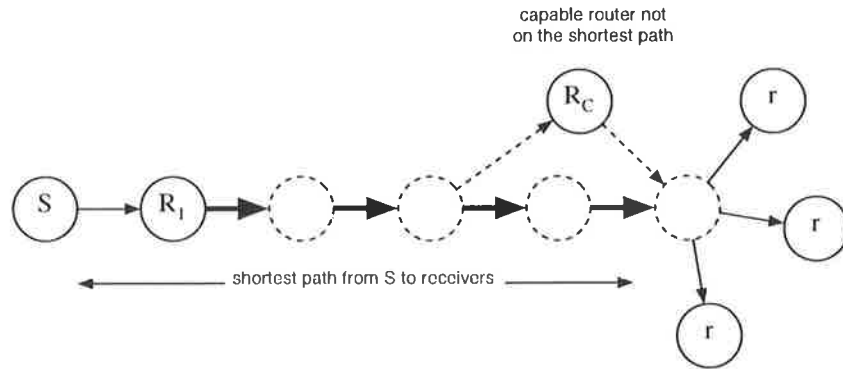 capable router not
on the shortest path
R_C
r
S
R_1
r
shortest path from S to receivers
r